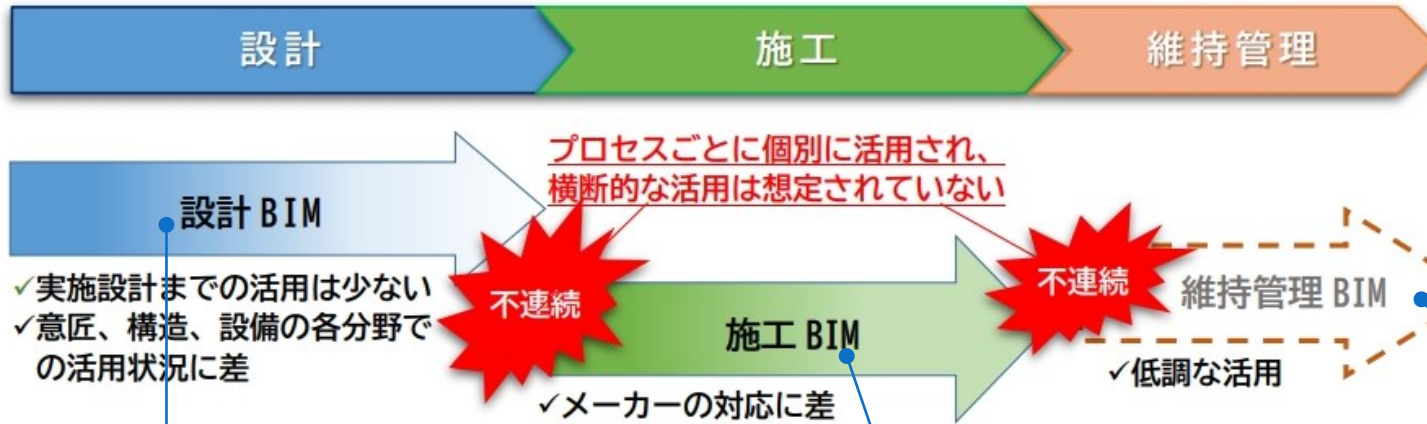 設計
施工
維持管理
プロセスごとに個別に活用され、
横断的な活用は想定されていない
設計 BIM
✓実施設計までの活用は少ない
✓意匠、構造、設備の各分野で
の活用状況に差
不連続
施工 BIM
✓メーカーの対応に差
不連続
維持管理 BIM
✓低調な活用